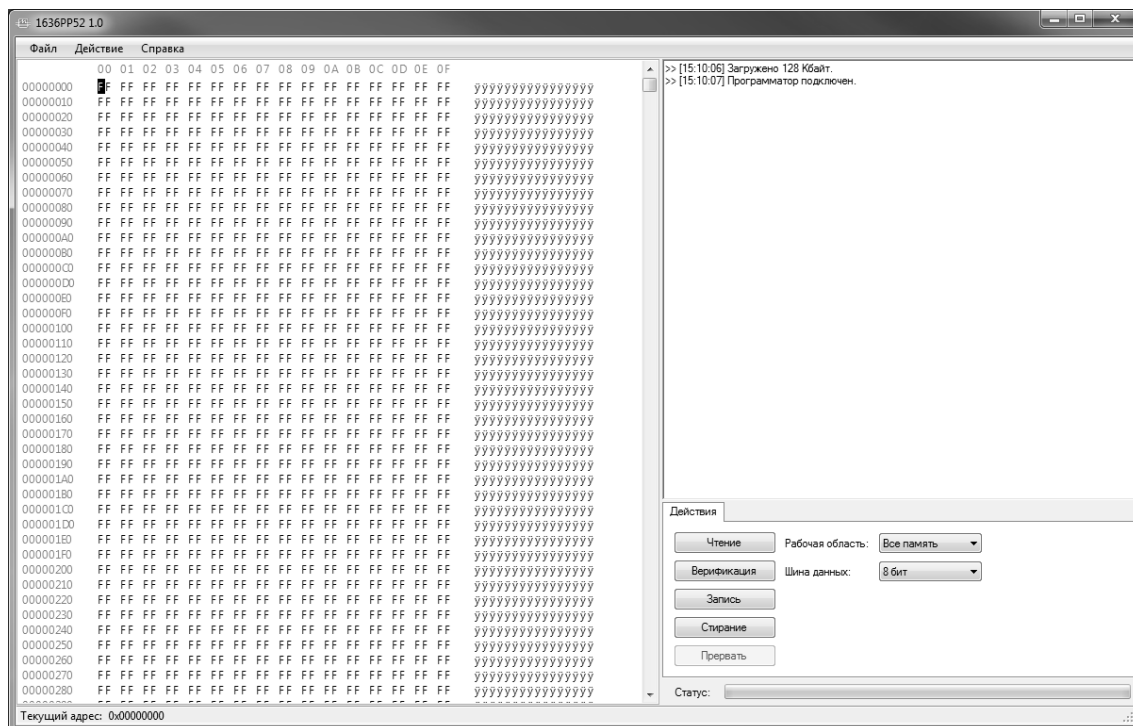 1636РР52 1.0
Файл Действие Справка
00 01 02 03 04 05 06 07 08 09 0A 0B 0C 0D 0E 0F
00000000 FF FF FF FF FF FF FF FF FF FF FF FF FF FF FF FF ÿÿÿÿÿÿÿÿÿÿÿÿÿÿÿÿ
00000010 FF FF FF FF FF FF FF FF FF FF FF FF FF FF FF FF ÿÿÿÿÿÿÿÿÿÿÿÿÿÿÿÿ
00000020 FF FF FF FF FF FF FF FF FF FF FF FF FF FF FF FF ÿÿÿÿÿÿÿÿÿÿÿÿÿÿÿÿ
00000030 FF FF FF FF FF FF FF FF FF FF FF FF FF FF FF FF ÿÿÿÿÿÿÿÿÿÿÿÿÿÿÿÿ
00000040 FF FF FF FF FF FF FF FF FF FF FF FF FF FF FF FF ÿÿÿÿÿÿÿÿÿÿÿÿÿÿÿÿ
00000050 FF FF FF FF FF FF FF FF FF FF FF FF FF FF FF FF ÿÿÿÿÿÿÿÿÿÿÿÿÿÿÿÿ
00000060 FF FF FF FF FF FF FF FF FF FF FF FF FF FF FF FF ÿÿÿÿÿÿÿÿÿÿÿÿÿÿÿÿ
00000070 FF FF FF FF FF FF FF FF FF FF FF FF FF FF FF FF ÿÿÿÿÿÿÿÿÿÿÿÿÿÿÿÿ
00000080 FF FF FF FF FF FF FF FF FF FF FF FF FF FF FF FF ÿÿÿÿÿÿÿÿÿÿÿÿÿÿÿÿ
00000090 FF FF FF FF FF FF FF FF FF FF FF FF FF FF FF FF ÿÿÿÿÿÿÿÿÿÿÿÿÿÿÿÿ
000000A0 FF FF FF FF FF FF FF FF FF FF FF FF FF FF FF FF ÿÿÿÿÿÿÿÿÿÿÿÿÿÿÿÿ
000000B0 FF FF FF FF FF FF FF FF FF FF FF FF FF FF FF FF ÿÿÿÿÿÿÿÿÿÿÿÿÿÿÿÿ
000000C0 FF FF FF FF FF FF FF FF FF FF FF FF FF FF FF FF ÿÿÿÿÿÿÿÿÿÿÿÿÿÿÿÿ
000000D0 FF FF FF FF FF FF FF FF FF FF FF FF FF FF FF FF ÿÿÿÿÿÿÿÿÿÿÿÿÿÿÿÿ
000000E0 FF FF FF FF FF FF FF FF FF FF FF FF FF FF FF FF ÿÿÿÿÿÿÿÿÿÿÿÿÿÿÿÿ
000000F0 FF FF FF FF FF FF FF FF FF FF FF FF FF FF FF FF ÿÿÿÿÿÿÿÿÿÿÿÿÿÿÿÿ
00000100 FF FF FF FF FF FF FF FF FF FF FF FF FF FF FF FF ÿÿÿÿÿÿÿÿÿÿÿÿÿÿÿÿ
00000110 FF FF FF FF FF FF FF FF FF FF FF FF FF FF FF FF ÿÿÿÿÿÿÿÿÿÿÿÿÿÿÿÿ
00000120 FF FF FF FF FF FF FF FF FF FF FF FF FF FF FF FF ÿÿÿÿÿÿÿÿÿÿÿÿÿÿÿÿ
00000130 FF FF FF FF FF FF FF FF FF FF FF FF FF FF FF FF ÿÿÿÿÿÿÿÿÿÿÿÿÿÿÿÿ
00000140 FF FF FF FF FF FF FF FF FF FF FF FF FF FF FF FF ÿÿÿÿÿÿÿÿÿÿÿÿÿÿÿÿ
00000150 FF FF FF FF FF FF FF FF FF FF FF FF FF FF FF FF ÿÿÿÿÿÿÿÿÿÿÿÿÿÿÿÿ
00000160 FF FF FF FF FF FF FF FF FF FF FF FF FF FF FF FF ÿÿÿÿÿÿÿÿÿÿÿÿÿÿÿÿ
00000170 FF FF FF FF FF FF FF FF FF FF FF FF FF FF FF FF ÿÿÿÿÿÿÿÿÿÿÿÿÿÿÿÿ
00000180 FF FF FF FF FF FF FF FF FF FF FF FF FF FF FF FF ÿÿÿÿÿÿÿÿÿÿÿÿÿÿÿÿ
00000190 FF FF FF FF FF FF FF FF FF FF FF FF FF FF FF FF ÿÿÿÿÿÿÿÿÿÿÿÿÿÿÿÿ
000001A0 FF FF FF FF FF FF FF FF FF FF FF FF FF FF FF FF ÿÿÿÿÿÿÿÿÿÿÿÿÿÿÿÿ
000001B0 FF FF FF FF FF FF FF FF FF FF FF FF FF FF FF FF ÿÿÿÿÿÿÿÿÿÿÿÿÿÿÿÿ
000001C0 FF FF FF FF FF FF FF FF FF FF FF FF FF FF FF FF ÿÿÿÿÿÿÿÿÿÿÿÿÿÿÿÿ
000001D0 FF FF FF FF FF FF FF FF FF FF FF FF FF FF FF FF ÿÿÿÿÿÿÿÿÿÿÿÿÿÿÿÿ
000001E0 FF FF FF FF FF FF FF FF FF FF FF FF FF FF FF FF ÿÿÿÿÿÿÿÿÿÿÿÿÿÿÿÿ
000001F0 FF FF FF FF FF FF FF FF FF FF FF FF FF FF FF FF ÿÿÿÿÿÿÿÿÿÿÿÿÿÿÿÿ
00000200 FF FF FF FF FF FF FF FF FF FF FF FF FF FF FF FF ÿÿÿÿÿÿÿÿÿÿÿÿÿÿÿÿ
00000210 FF FF FF FF FF FF FF FF FF FF FF FF FF FF FF FF ÿÿÿÿÿÿÿÿÿÿÿÿÿÿÿÿ
00000220 FF FF FF FF FF FF FF FF FF FF FF FF FF FF FF FF ÿÿÿÿÿÿÿÿÿÿÿÿÿÿÿÿ
00000230 FF FF FF FF FF FF FF FF FF FF FF FF FF FF FF FF ÿÿÿÿÿÿÿÿÿÿÿÿÿÿÿÿ
00000240 FF FF FF FF FF FF FF FF FF FF FF FF FF FF FF FF ÿÿÿÿÿÿÿÿÿÿÿÿÿÿÿÿ
00000250 FF FF FF FF FF FF FF FF FF FF FF FF FF FF FF FF ÿÿÿÿÿÿÿÿÿÿÿÿÿÿÿÿ
00000260 FF FF FF FF FF FF FF FF FF FF FF FF FF FF FF FF ÿÿÿÿÿÿÿÿÿÿÿÿÿÿÿÿ
00000270 FF FF FF FF FF FF FF FF FF FF FF FF FF FF FF FF ÿÿÿÿÿÿÿÿÿÿÿÿÿÿÿÿ
00000280 FF FF FF FF FF FF FF FF FF FF FF FF FF FF FF FF ÿÿÿÿÿÿÿÿÿÿÿÿÿÿÿÿ
>> [15:10:06] Загружено 128 Кбайт.
>> [15:10:07] Программатор подключен.
Действия
Чтение Рабочая область: Все память
Верификация Шина данных: 8 бит
Запись
Стирание
Прервать
Статус:
Текущий адрес: 0x00000000